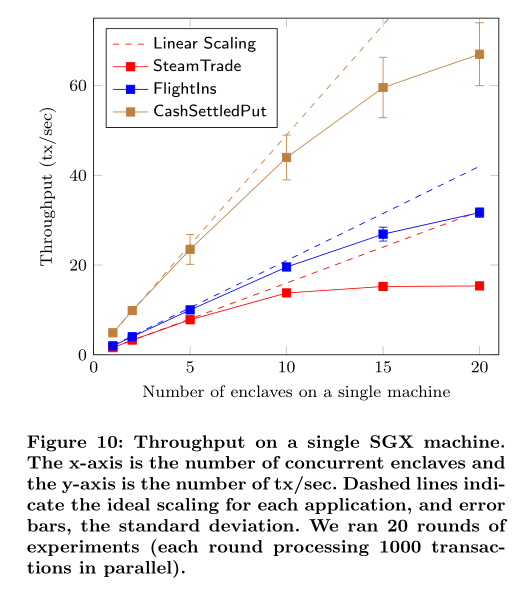 Throughput (tx/sec)
Linear Scaling
SteamTrade
FlightIns
CashSettledPut
60
40
20
0
0 5 10 15 20
Number of enclaves on a single machine
Figure 10: Throughput on a single SGX machine.
The x-axis is the number of concurrent enclaves and
the y-axis is the number of tx/sec. Dashed lines indi-
cate the ideal scaling for each application, and error
bars, the standard deviation. We ran 20 rounds of
experiments (each round processing 1000 transac-
tions in parallel).